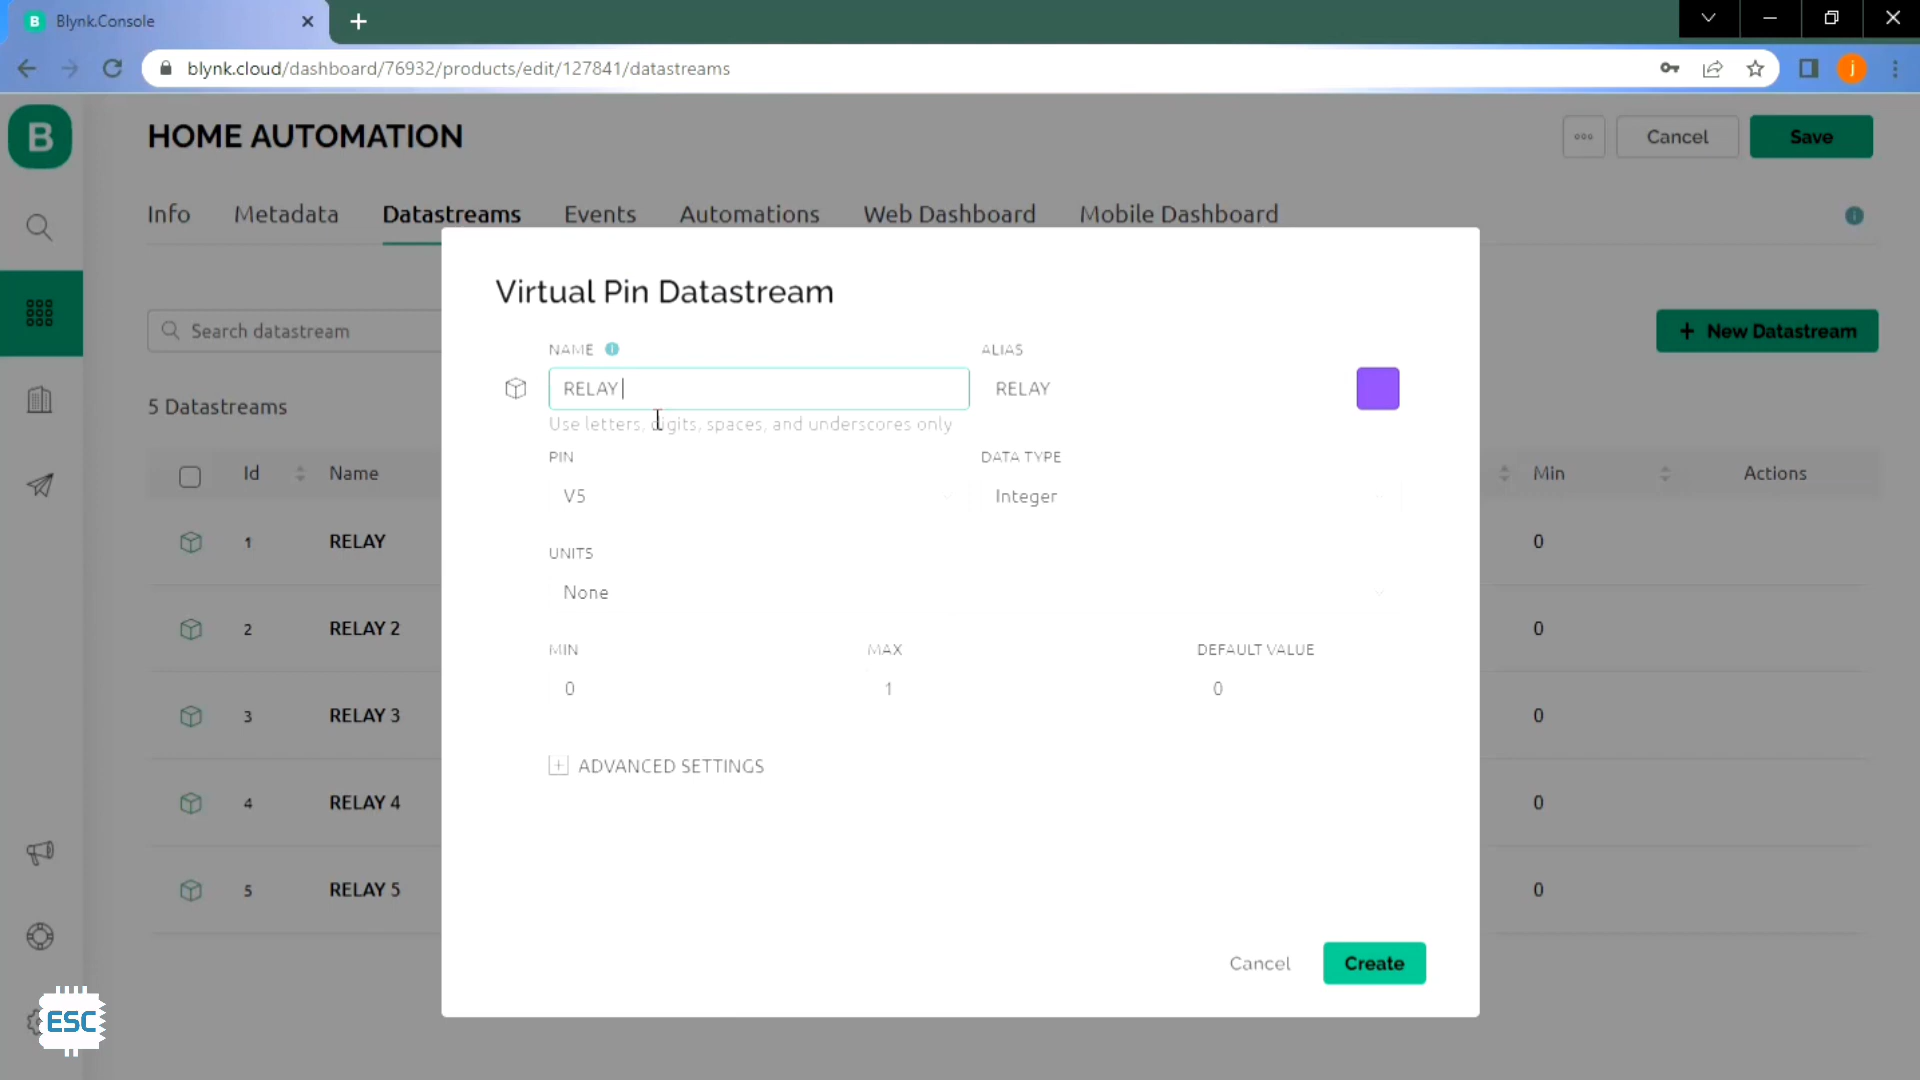 B Blynk.Console
blynk.cloud/dashboard/76932/products/edit/127841/datastreams
j
B
HOME AUTOMATION
Cancel
Save
Info Metadata Datastreams Events Automations Web Dashboard Mobile Dashboard
Search datastream
+ New Datastream
5 Datastreams
Id Name Min Actions
1 RELAY 0
2 RELAY 2 0
3 RELAY 3 0
4 RELAY 4 0
5 RELAY 5 0
Virtual Pin Datastream
NAME ALIAS
RELAY RELAY
Use letters, digits, spaces, and underscores only
PIN DATA TYPE
V5 Integer
UNITS
None
MIN MAX DEFAULT VALUE
0 1 0
ADVANCED SETTINGS
Cancel Create
ESC